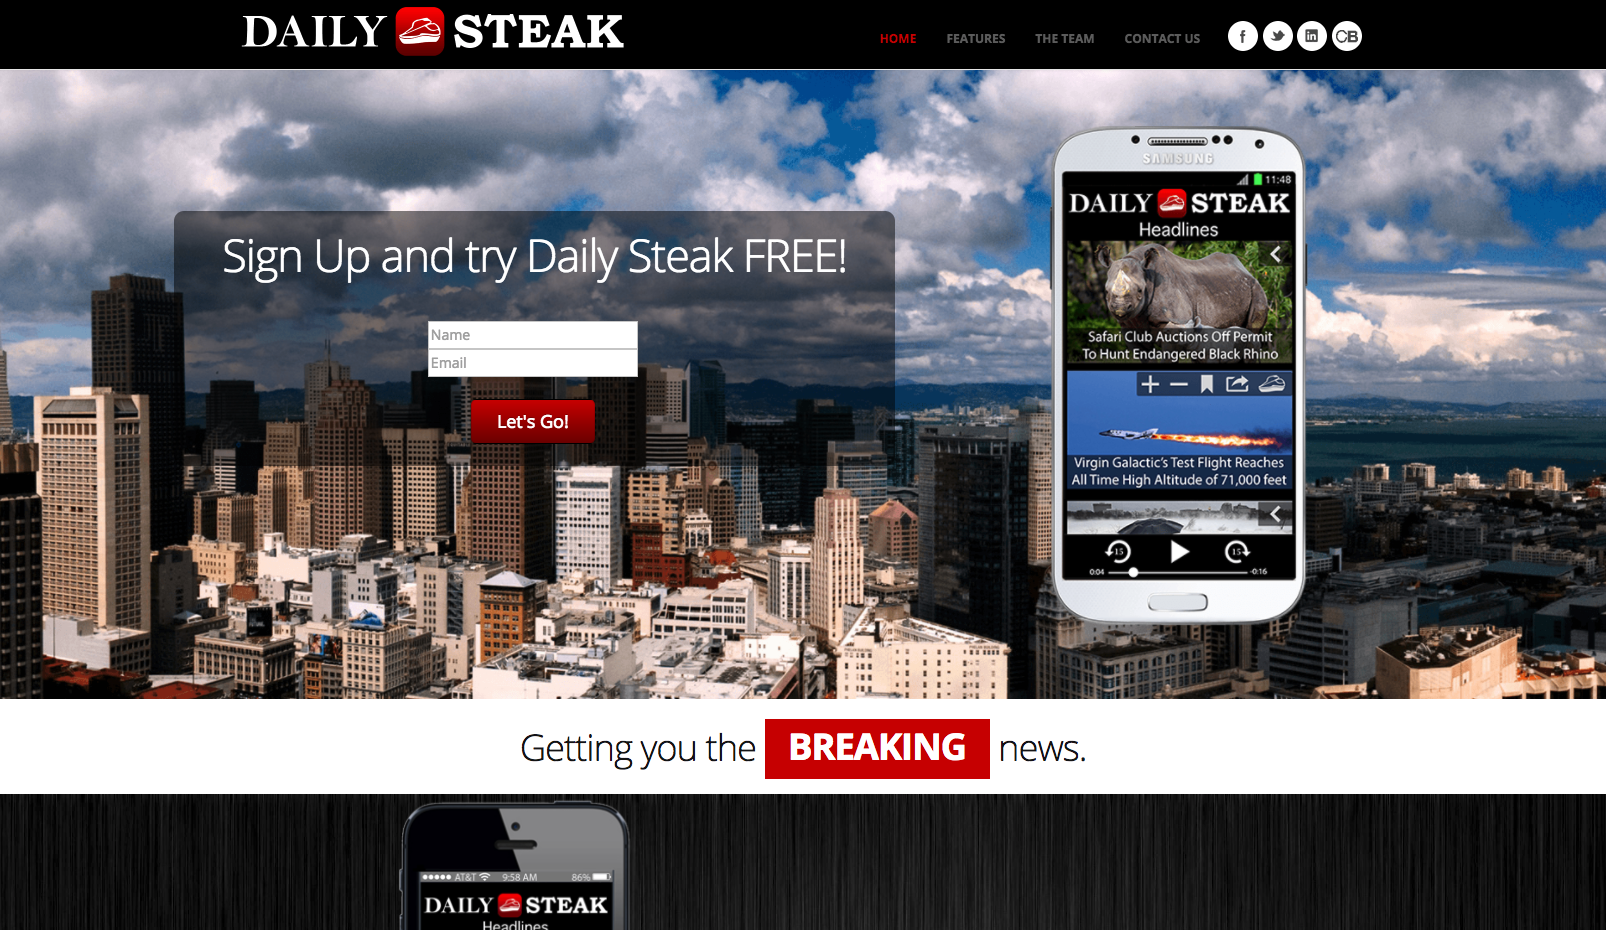 DAILY STEAK
HOME FEATURES THE TEAM CONTACT US
f in CB
SAMSUNG
11:48
DAILY STEAK
Headlines
Safari Club Auctions Off Permit
To Hunt Endangered Black Rhino
Virgin Galactic's Test Flight Reaches
All Time High Altitude of 71,000 feet
15 15
0:04 -0:16
Sign Up and try Daily Steak FREE!
Name
Email
Let's Go!
Getting you the BREAKING news.
AT&T 9:58 AM 86%
DAILY STEAK
Headlines